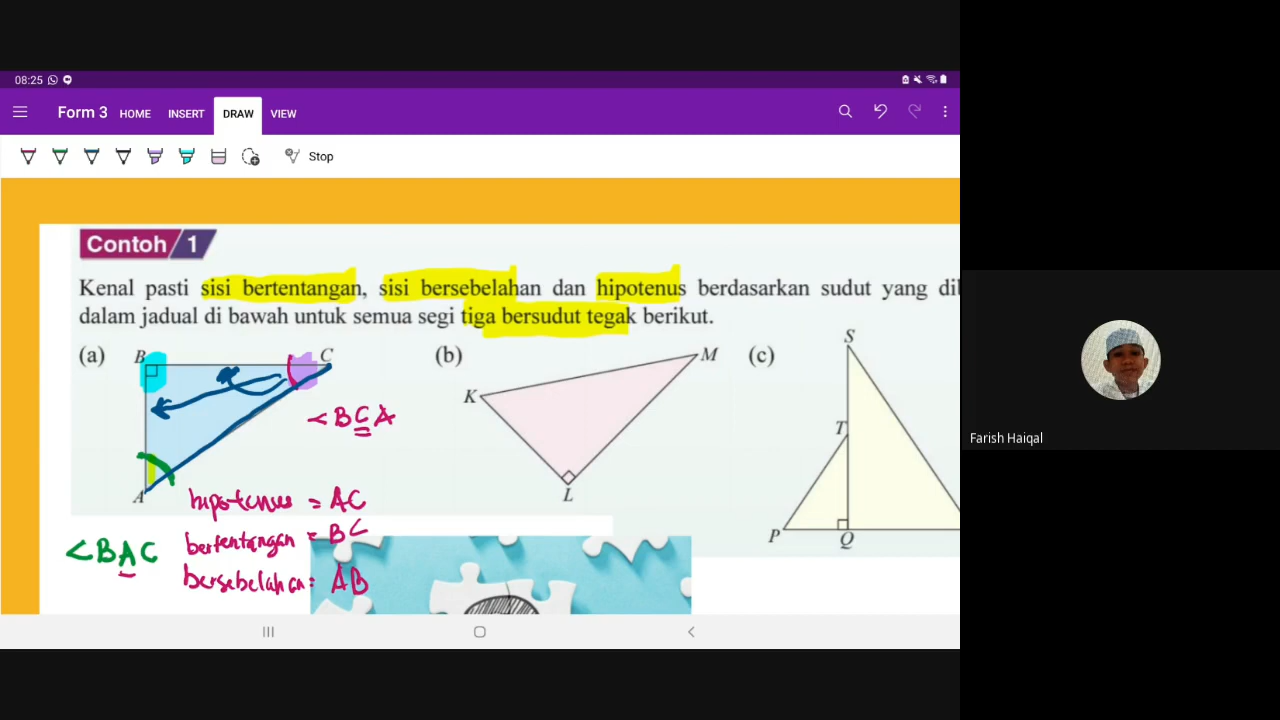 08:25
Form 3 HOME INSERT DRAW VIEW
Stop
Contoh 1
Kenal pasti sisi bertentangan, sisi bersebelahan dan hipotenus berdasarkan sudut yang
dalam jadual di bawah untuk semua segi tiga bersudut tegak berikut.
(a) B C
A
<BCA
(b) K M
L
(c) S
T
P Q
hipotenus = AC
bertentangan = BC
bersebelahan = AB
<BAC
Farish Haiqal